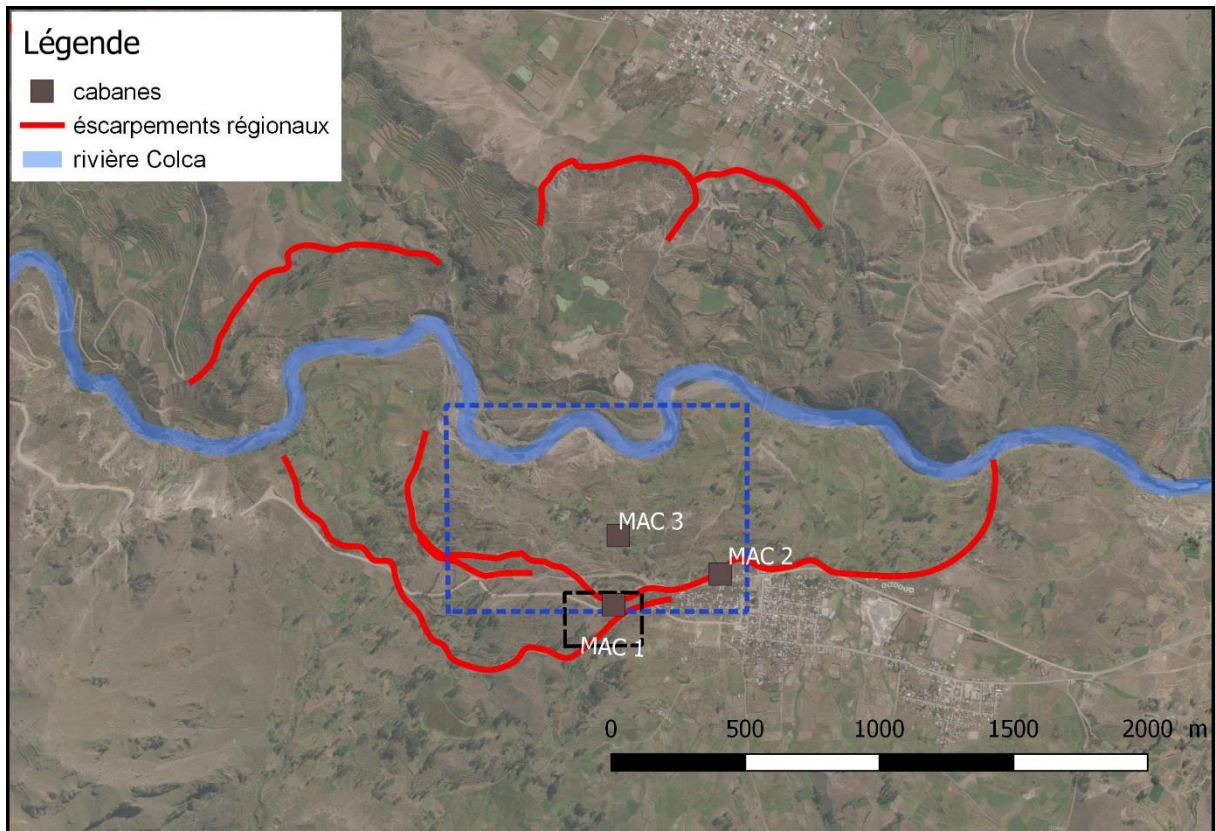 Légende
cabanes
éscarpements régionaux
rivière Colca
MAC 3
MAC 2
MAC 1
0 500 1000 1500 2000 m